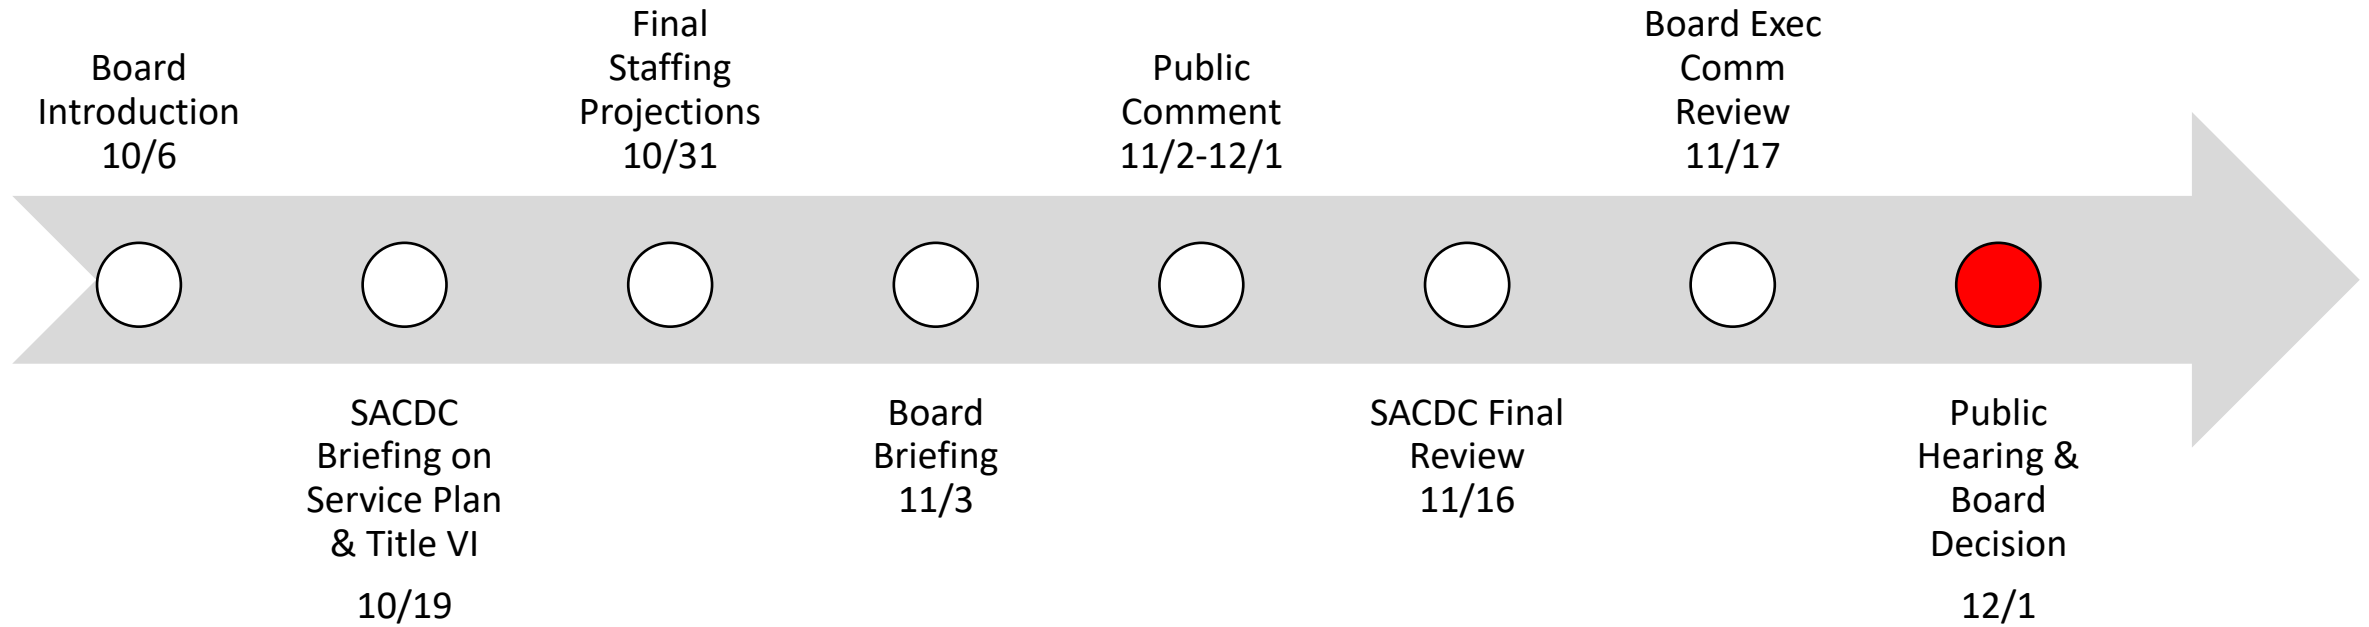 Board
Introduction
10/6
SACDC
Briefing on
Service Plan
& Title VI
10/19
Final
Staffing
Projections
10/31
Board
Briefing
11/3
Public
Comment
11/2-12/1
SACDC Final
Review
11/16
Board Exec
Comm
Review
11/17
Public
Hearing &
Board
Decision
12/1